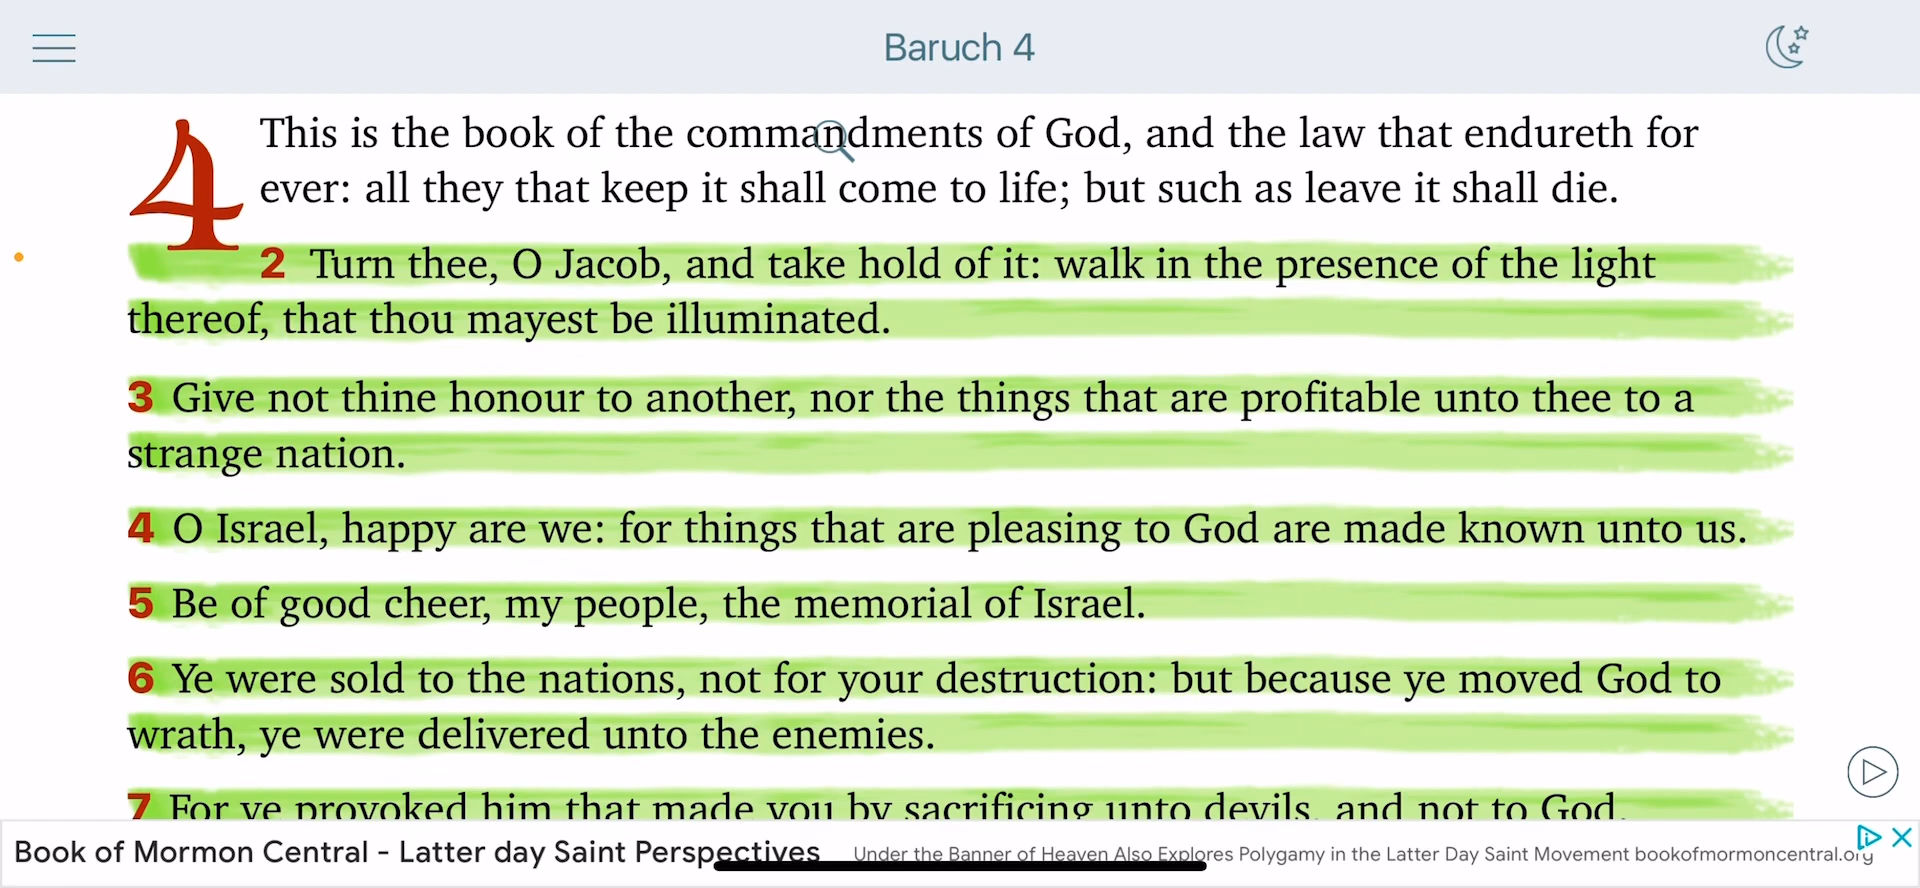 Baruch 4
4 This is the book of the commandments of God, and the law that endureth for
ever: all they that keep it shall come to life; but such as leave it shall die.
2 Turn thee, O Jacob, and take hold of it: walk in the presence of the light
thereof, that thou mayest be illuminated.
3 Give not thine honour to another, nor the things that are profitable unto thee to a
strange nation.
4 O Israel, happy are we: for things that are pleasing to God are made known unto us.
5 Be of good cheer, my people, the memorial of Israel.
6 Ye were sold to the nations, not for your destruction: but because ye moved God to
wrath, ye were delivered unto the enemies.
7 For ye provoked him that made you by sacrificing unto devils, and not to God.
Book of Mormon Central - Latter day Saint Perspectives
Under the Banner of Heaven Also Explores Polygamy in the Latter Day Saint Movement bookofmormoncentral.org